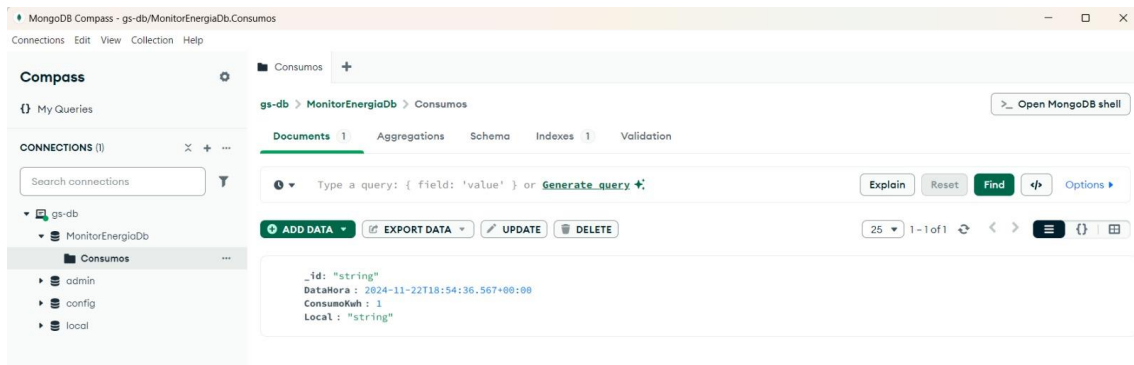 MongoDB Compass - gs-db/MonitorEnergiaDb.Consumos
Connections Edit View Collection Help
Compass
{} My Queries
CONNECTIONS (1)
Search connections
gs-db
MonitorEnergiaDb
Consumos
admin
config
local
Consumos
gs-db > MonitorEnergiaDb > Consumos
>_ Open MongoDB shell
Documents 1 Aggregations Schema Indexes 1 Validation
Type a query: { field: 'value' } or Generate query
Explain Reset Find </> Options
ADD DATA EXPORT DATA UPDATE DELETE
25 1-1 of 1 {}
_id: "string"
DataHora : 2024-11-22T18:54:36.567+00:00
ConsumoKwh : 1
Local : "string"